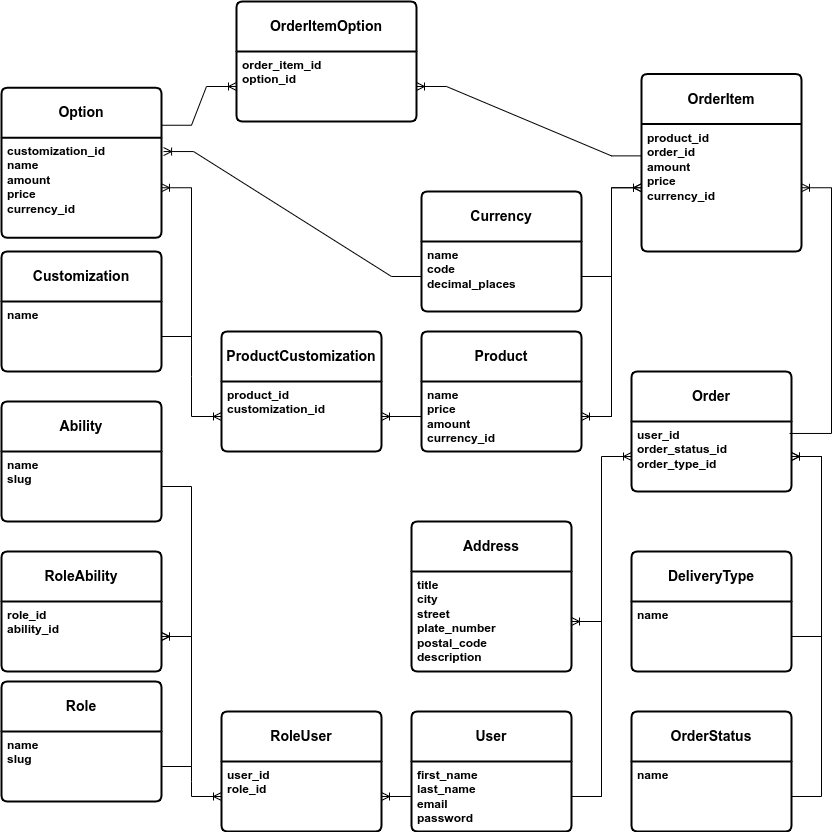 OrderItemOption
order_item_id
option_id
Option
customization_id
name
amount
price
currency_id
OrderItem
product_id
order_id
amount
price
currency_id
Currency
name
code
decimal_places
Customization
name
ProductCustomization
product_id
customization_id
Product
name
price
amount
currency_id
Order
user_id
order_status_id
order_type_id
Ability
name
slug
Address
title
city
street
plate_number
postal_code
description
RoleAbility
role_id
ability_id
DeliveryType
name
Role
name
slug
RoleUser
user_id
role_id
User
first_name
last_name
email
password
OrderStatus
name